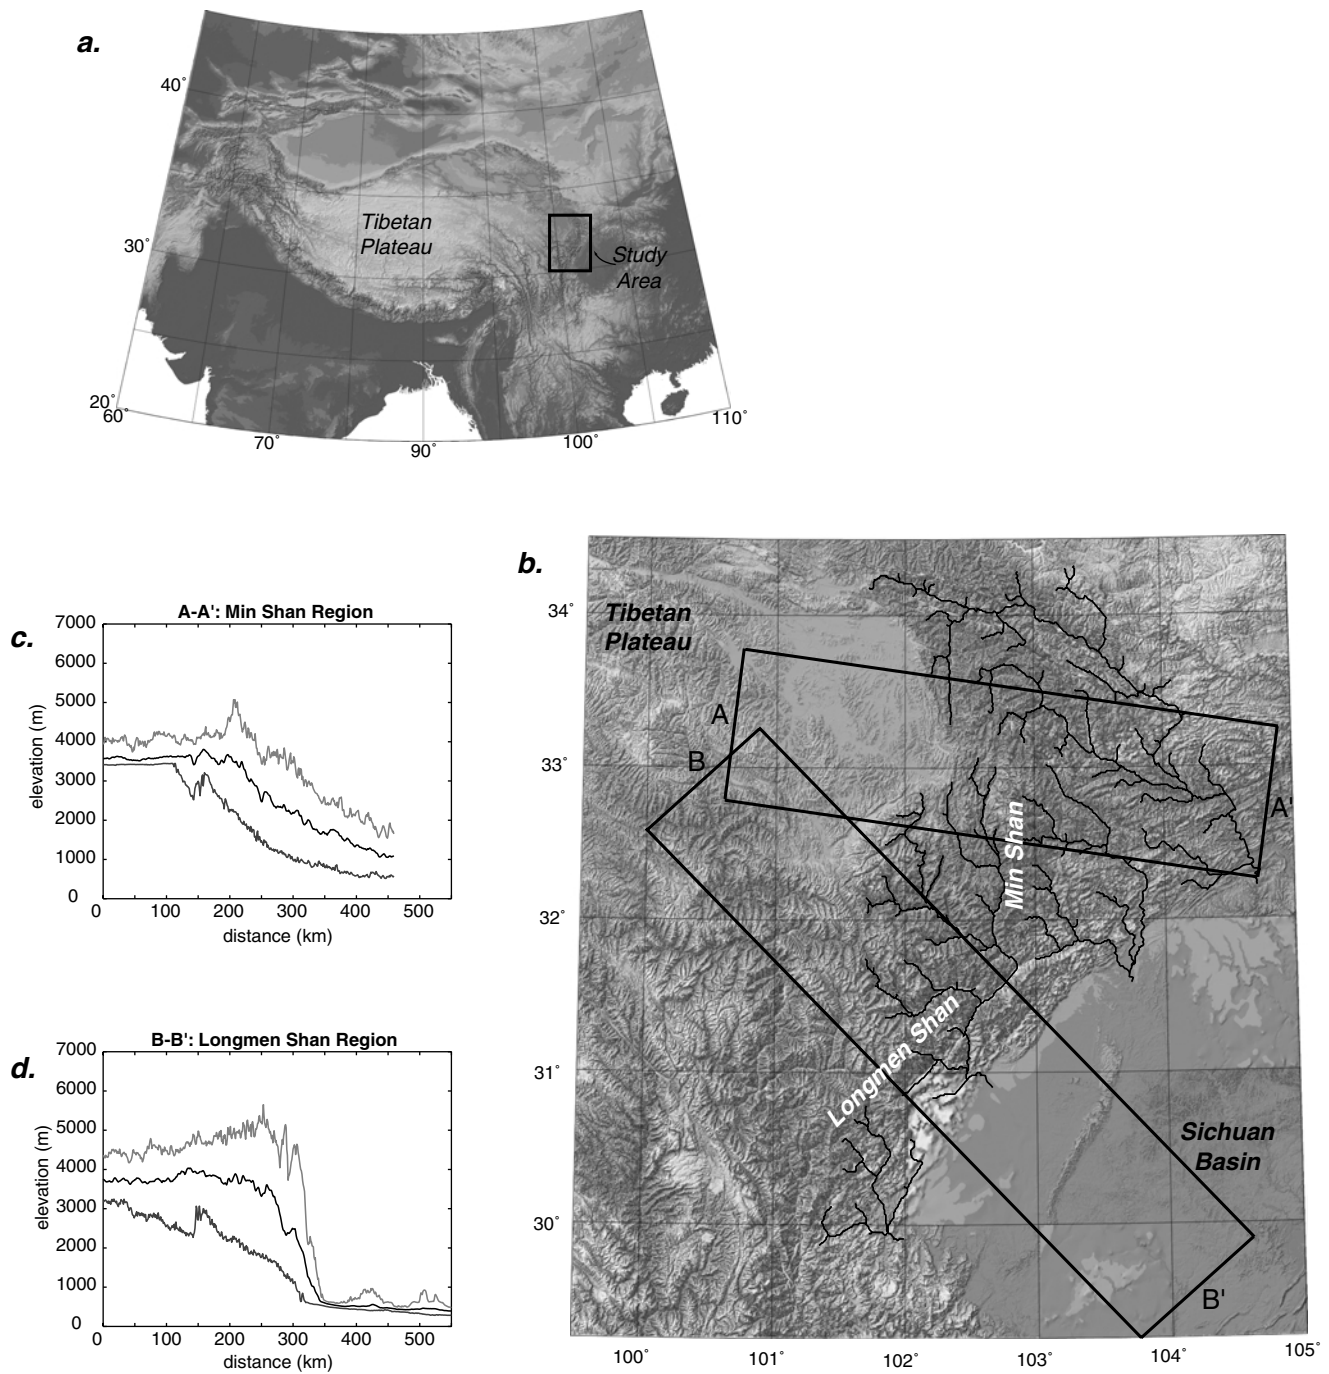 a.
40°
30°
20°
60°
70°
90°
100°
110°
Tibetan
Plateau
Study
Area
b.
34°
33°
32°
31°
30°
100°
101°
102°
103°
104°
105°
Tibetan
Plateau
A
B
A'
B'
Min Shan
Longmen Shan
Sichuan
Basin
c.
A-A': Min Shan Region
7000
6000
5000
4000
3000
2000
1000
0
elevation (m)
0 100 200 300 400 500
distance (km)
d.
B-B': Longmen Shan Region
7000
6000
5000
4000
3000
2000
1000
0
elevation (m)
0 100 200 300 400 500
distance (km)